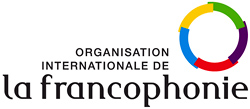 ORGANISATION
INTERNATIONALE DE
la francophonie